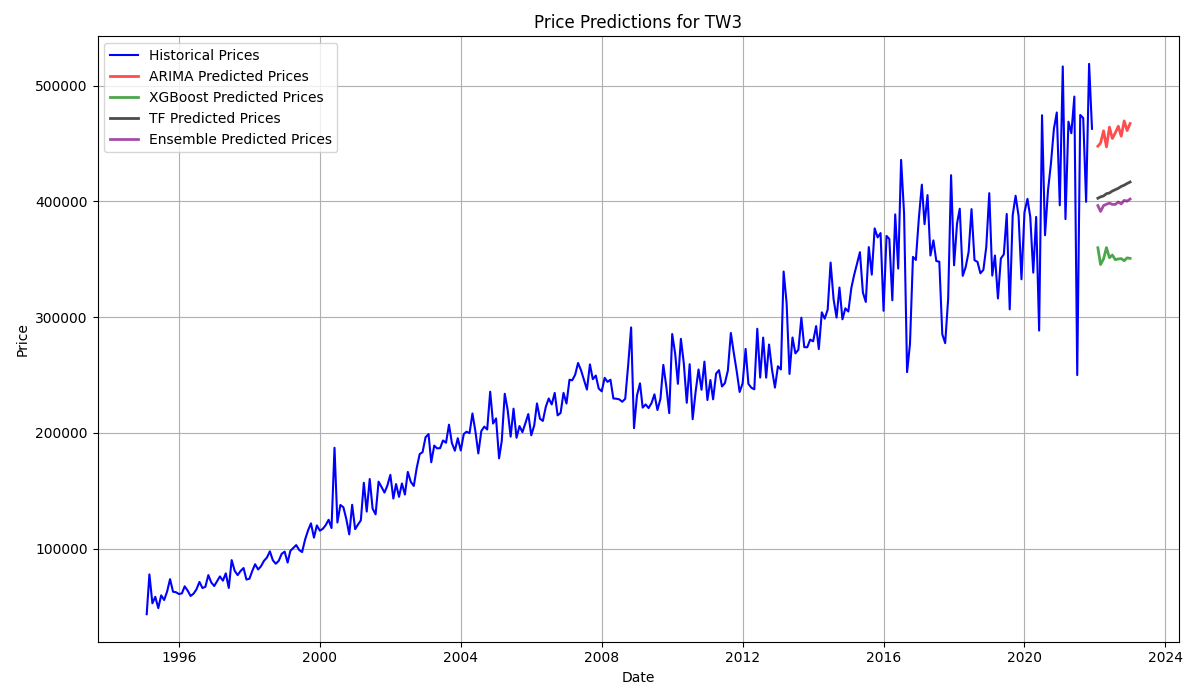 Price Predictions for TW3
Historical Prices
ARIMA Predicted Prices
XGBoost Predicted Prices
TF Predicted Prices
Ensemble Predicted Prices
500000
400000
300000
200000
100000
Price
1996 2000 2004 2008 2012 2016 2020 2024
Date